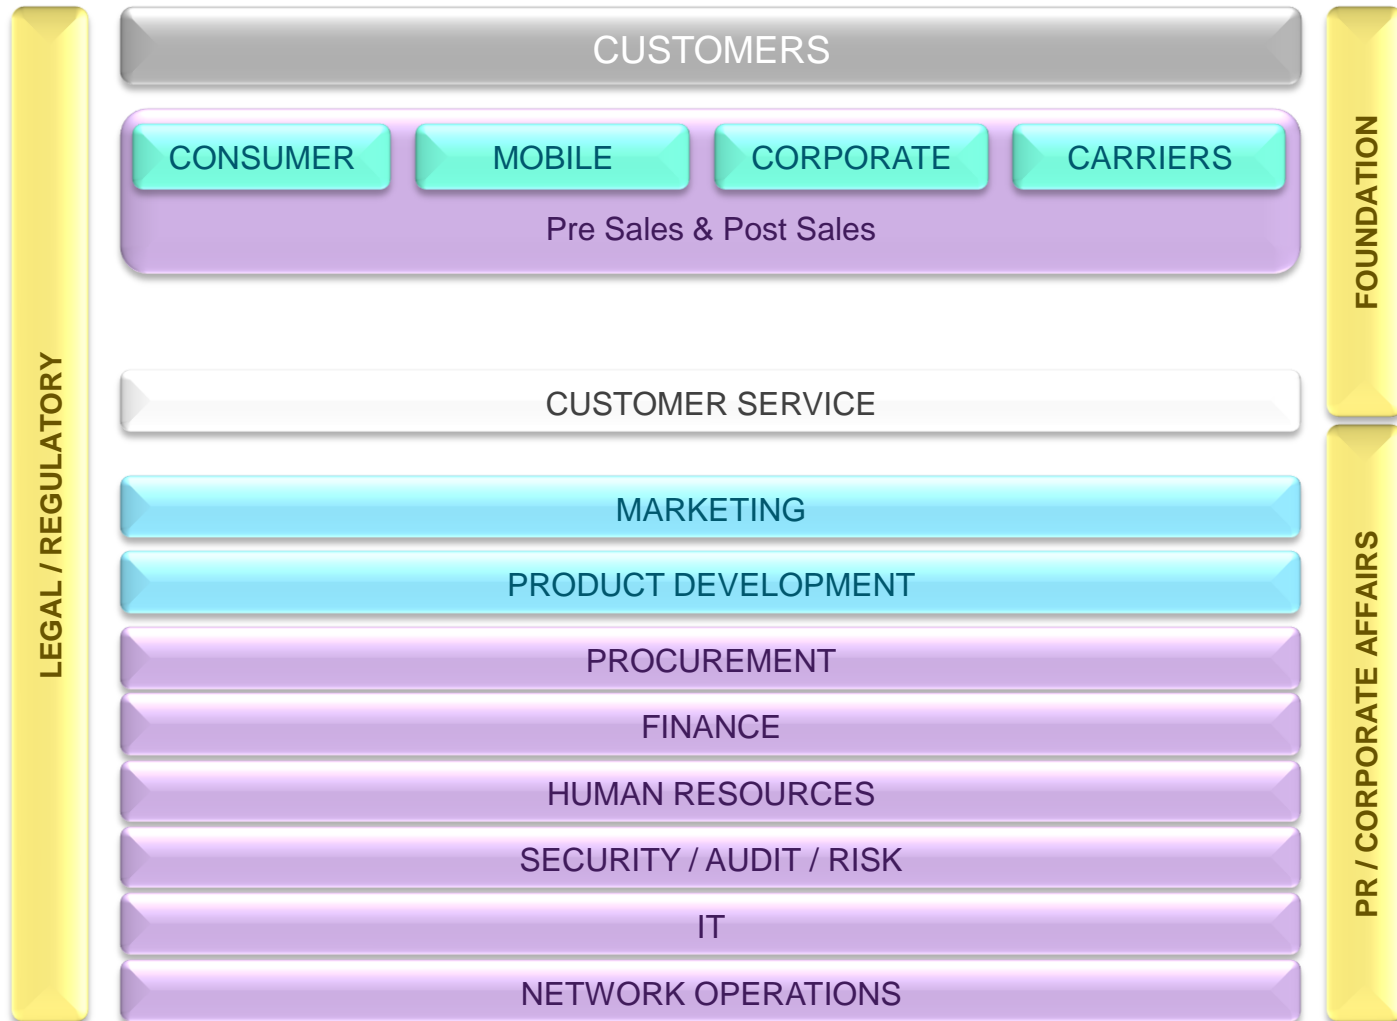 CUSTOMERS
CONSUMER
MOBILE
CORPORATE
CARRIERS
Pre Sales & Post Sales
CUSTOMER SERVICE
MARKETING
PRODUCT DEVELOPMENT
PROCUREMENT
FINANCE
HUMAN RESOURCES
SECURITY / AUDIT / RISK
IT
NETWORK OPERATIONS
LEGAL / REGULATORY
FOUNDATION
PR / CORPORATE AFFAIRS